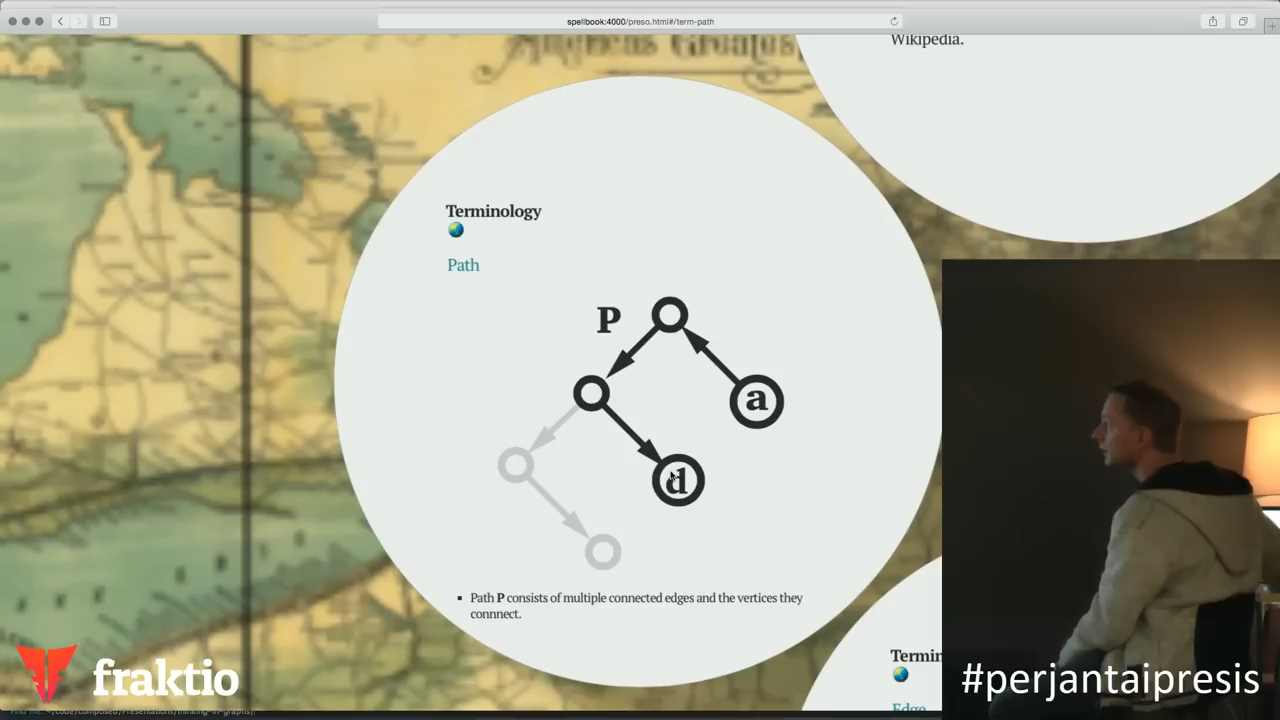 spellbook:4000/preso.html#/term-path
Wikipedia.
Terminology
Path
P
a
d
Path P consists of multiple connected edges and the vertices they
connnect.
Termin
Edge
fraktio
#perjantaipresis